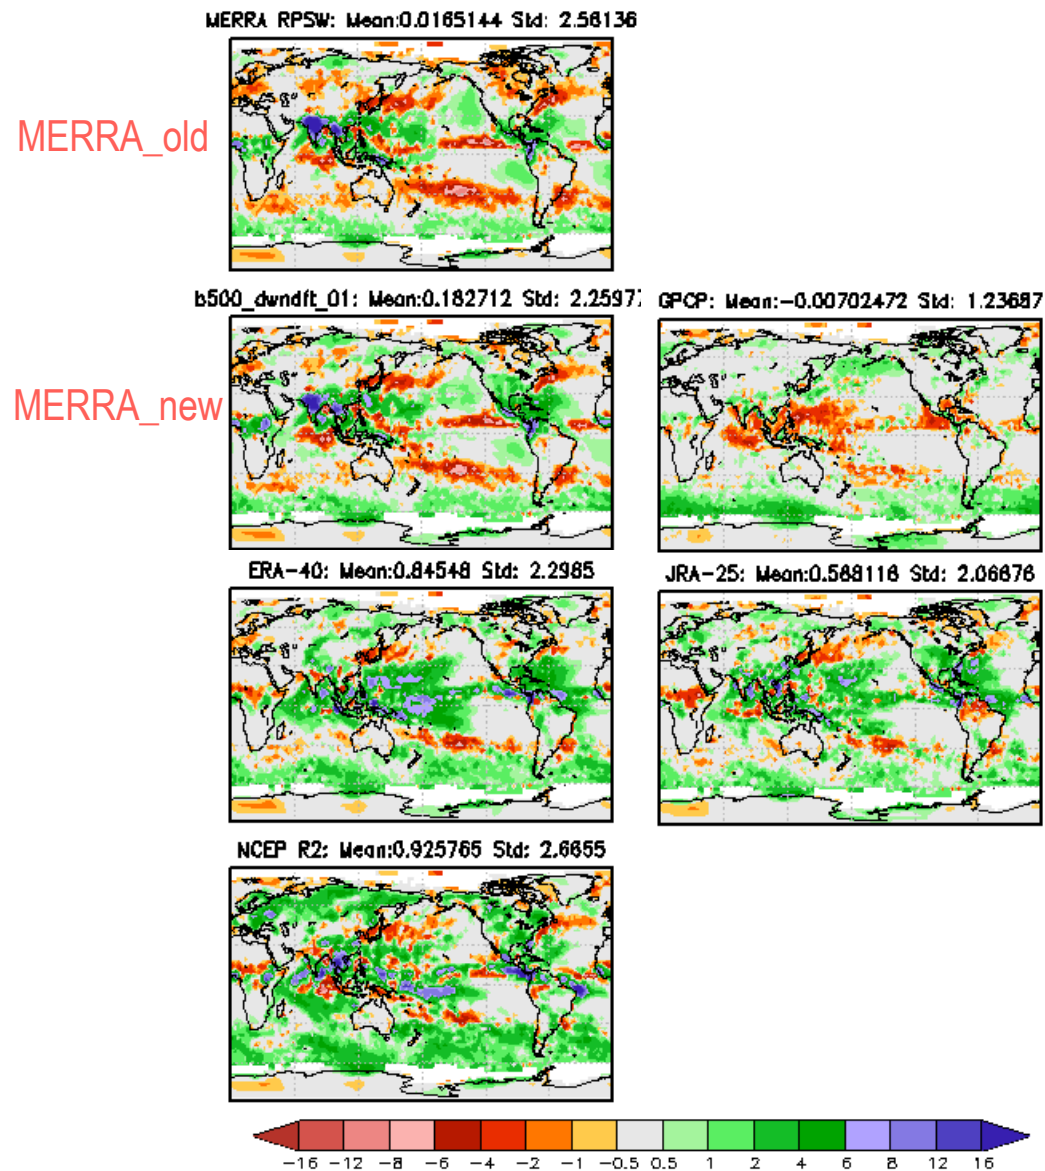 MERRA RPSW: Mean:0.0165144 Std: 2.56136
MERRA_old
b500_dwndft_01: Mean:0.182712 Std: 2.2597
GPCP: Mean:-0.00702472 Std: 1.23687
MERRA_new
ERA-40: Mean:0.84548 Std: 2.2985
JRA-25: Mean:0.568116 Std: 2.06676
NCEP R2: Mean:0.925765 Std: 2.6655
-16 -12 -8 -6 -4 -2 -1 -0.5 0.5 1 2 4 6 8 12 16